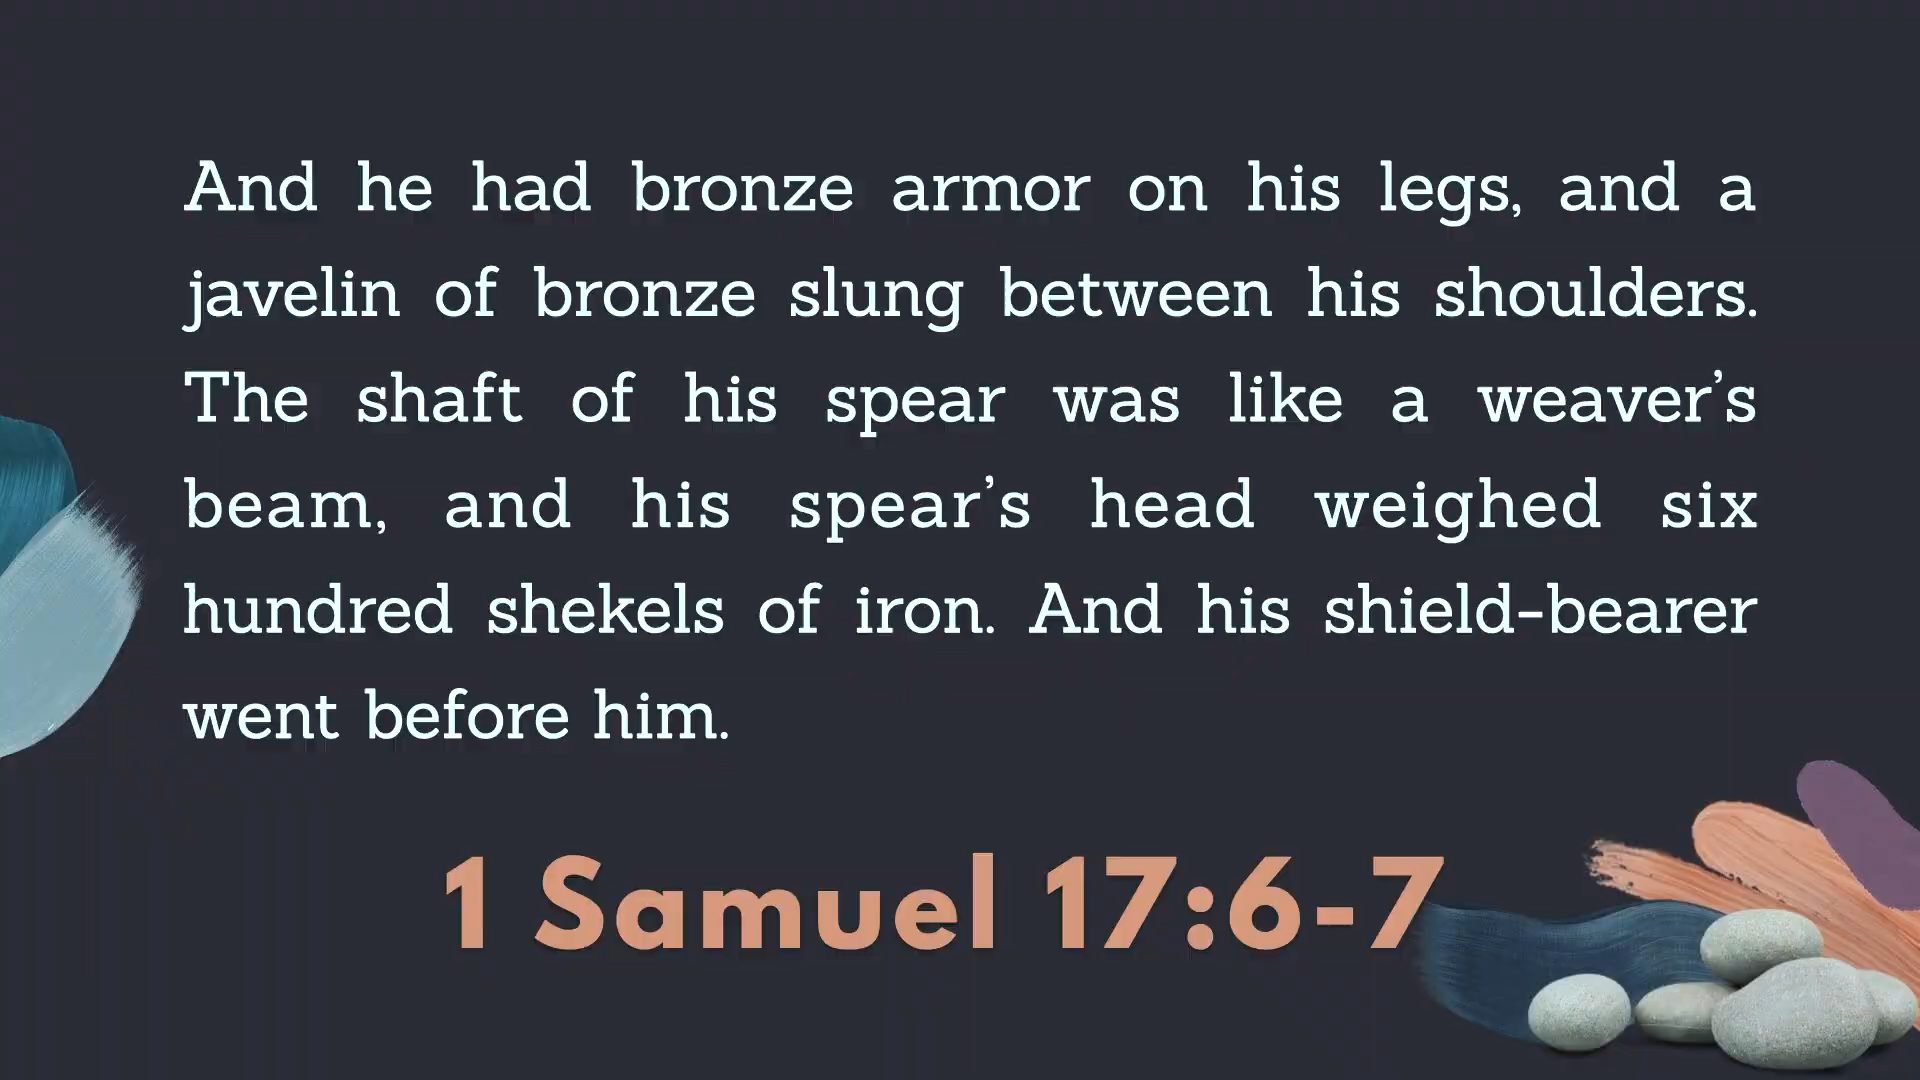 And he had bronze armor on his legs, and a
javelin of bronze slung between his shoulders.
The shaft of his spear was like a weaver’s
beam, and his spear’s head weighed six
hundred shekels of iron. And his shield-bearer
went before him.
1 Samuel 17:6-7